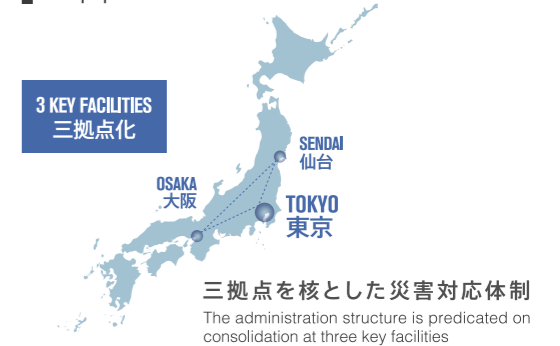 3 KEY FACILITIES
三拠点化
SENDAI
仙台
OSAKA
大阪
TOKYO
東京
三拠点を核とした災害対応体制
The administration structure is predicated on
consolidation at three key facilities